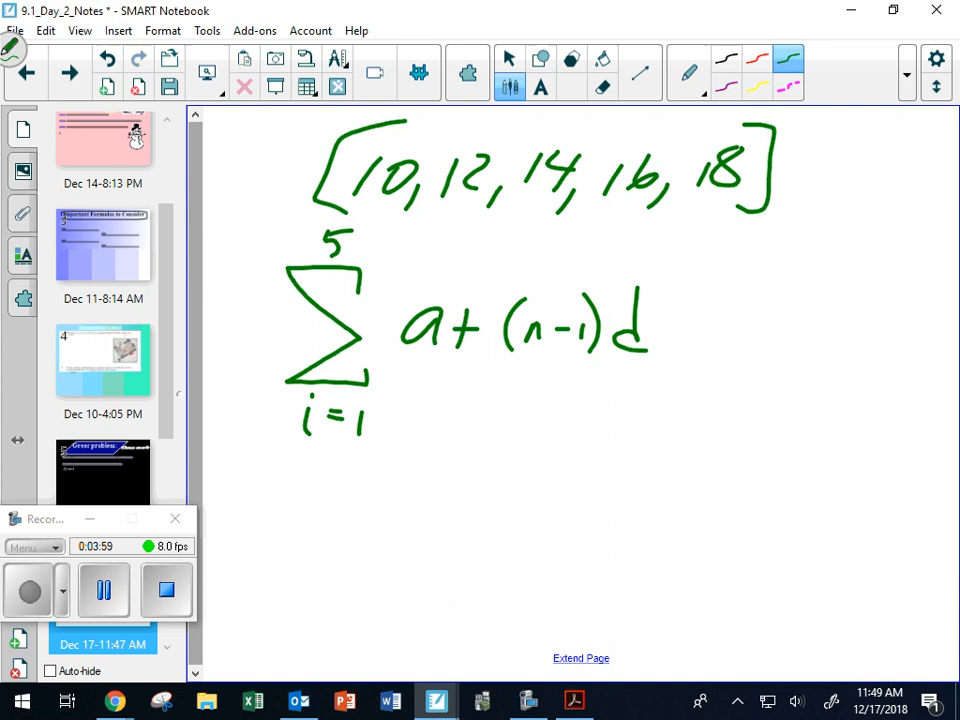 9.1_Day_2_Notes * - SMART Notebook
File Edit View Insert Format Tools Add-ons Account Help
[10, 12, 14, 16, 18]
5
∑ a + (n-1)d
i = 1
Dec 14-8:13 PM
Important Formulas to Consider
Dec 11-8:14 AM
4
Dec 10-4:05 PM
Great problem:
Recor...
Menu 0:03:59 8.0 fps
Dec 17-11:47 AM
Auto-hide
Extend Page
11:49 AM
12/17/2018
1